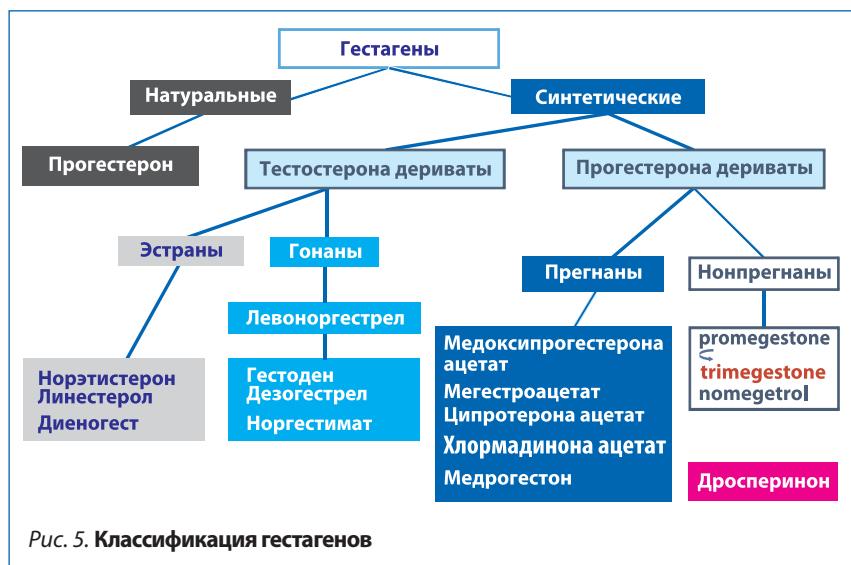 Гестагены
Натуральные
Синтетические
Прогестерон
Тестостерона дериваты
Прогестерона дериваты
Эстраны
Гонаны
Прегнаны
Нонпрегнаны
Левоноргестрел
Норэтистерон
Линестерол
Диеногест
Гестоден
Дезогестрел
Норгестимат
Медоксипрогестерона
ацетат
Мегестроацетат
Ципротерона ацетат
Хлормадинона ацетат
Медрогестон
promegestone
trimegestone
nomegetrol
Дросперинон
Рис. 5. Классификация гестагенов